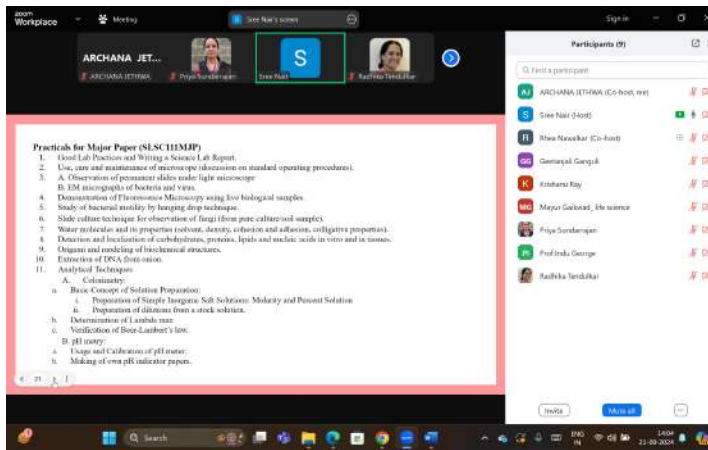 zoom
Workplace
Meeting
Sree Nair's screen
Sign in
ARCHANA JET...
ARCHANA JETHWA
Priya Sundarrajan
S
Sree Nair
Radhika Tendulkar
Practicals for Major Paper (SLSC111MJP)
1. Good Lab Practices and Writing a Science Lab Report.
2. Use, care and maintenance of microscope (discussion on standard operating procedures).
3. A. Observation of permanent slides under light microscope
B. EM micrographs of bacteria and virus.
4. Demonstration of Fluorescence Microscopy using live biological samples.
5. Study of bacterial motility by hanging drop technique.
6. Slide culture technique for observation of fungi (from pure culture/soil sample).
7. Water molecules and its properties (solvent, density, cohesion and adhesion, colligative properties).
8. Detection and localization of carbohydrates, proteins, lipids and nucleic acids in vitro and in tissues.
9. Origami and modeling of biochemical structures.
10. Extraction of DNA from onion.
11. Analytical Techniques
A. Colorimetry:
a. Basic Concept of Solution Preparation:
i. Preparation of Simple Inorganic Salt Solutions: Molarity and Percent Solution
ii. Preparation of dilutions from a stock solution.
b. Determination of Lambda max
c. Verification of Beer-Lambert's law.
B. pH metry:
a. Usage and Calibration of pH meter:
b. Making of own pH indicator papers.
21
Participants (9)
Find a participant
AJ ARCHANA JETHWA (Co-host, me)
S Sree Nair (Host)
R Rhea Nawalkar (Co-host)
GG Geetanjali Ganguli
K Krishanu Ray
MG Mayur Gaikwad_ life science
Priya Sundarrajan
PI Prof Indu George
Radhika Tendulkar
Invite
Mute all
Search
ENG
IN
14:04
21-09-2024